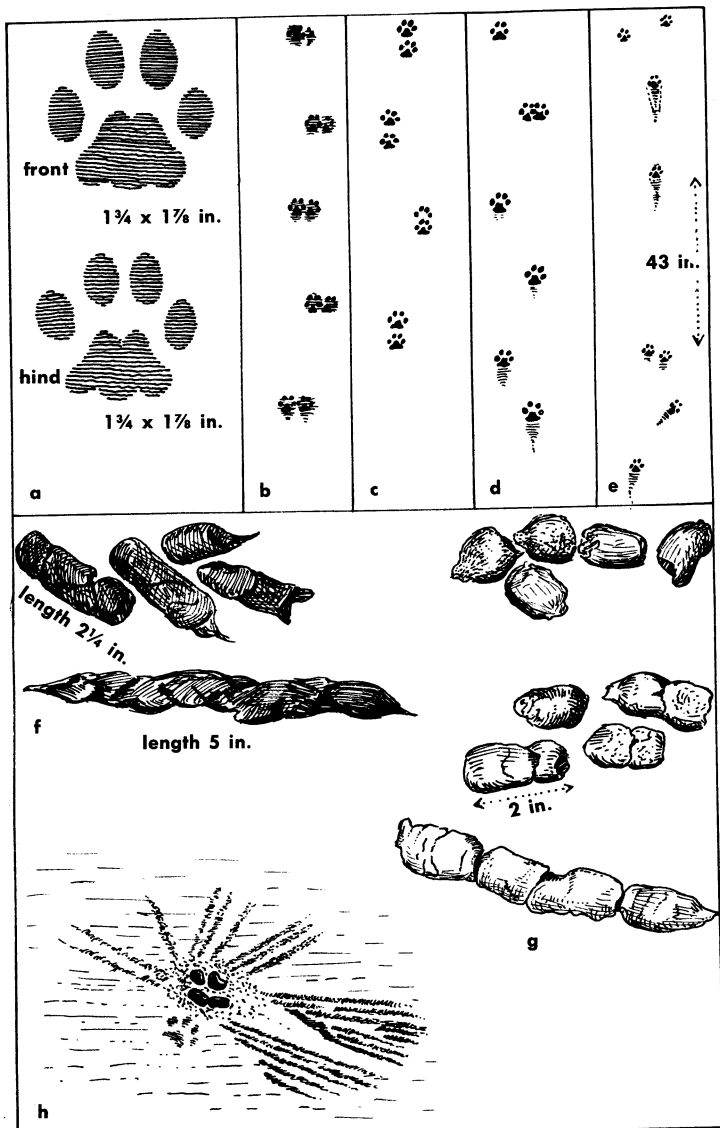 front
1¾ x 1⅞ in.
hind
1¾ x 1⅞ in.
a
b
c
d
e
43 in.
length 2¼ in.
f
length 5 in.
2 in.
g
h